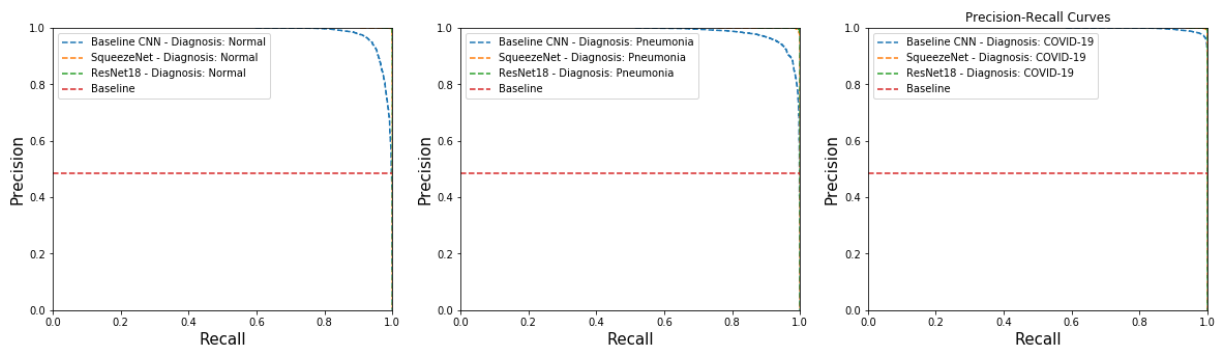 Baseline CNN - Diagnosis: Normal
SqueezeNet - Diagnosis: Normal
ResNet18 - Diagnosis: Normal
Baseline
1.0
0.8
0.6
0.4
0.2
0.0
Precision
0.0 0.2 0.4 0.6 0.8 1.0
Recall
Baseline CNN - Diagnosis: Pneumonia
SqueezeNet - Diagnosis: Pneumonia
ResNet18 - Diagnosis: Pneumonia
Baseline
1.0
0.8
0.6
0.4
0.2
0.0
Precision
0.0 0.2 0.4 0.6 0.8 1.0
Recall
Precision-Recall Curves
Baseline CNN - Diagnosis: COVID-19
SqueezeNet - Diagnosis: COVID-19
ResNet18 - Diagnosis: COVID-19
Baseline
1.0
0.8
0.6
0.4
0.2
0.0
Precision
0.0 0.2 0.4 0.6 0.8 1.0
Recall